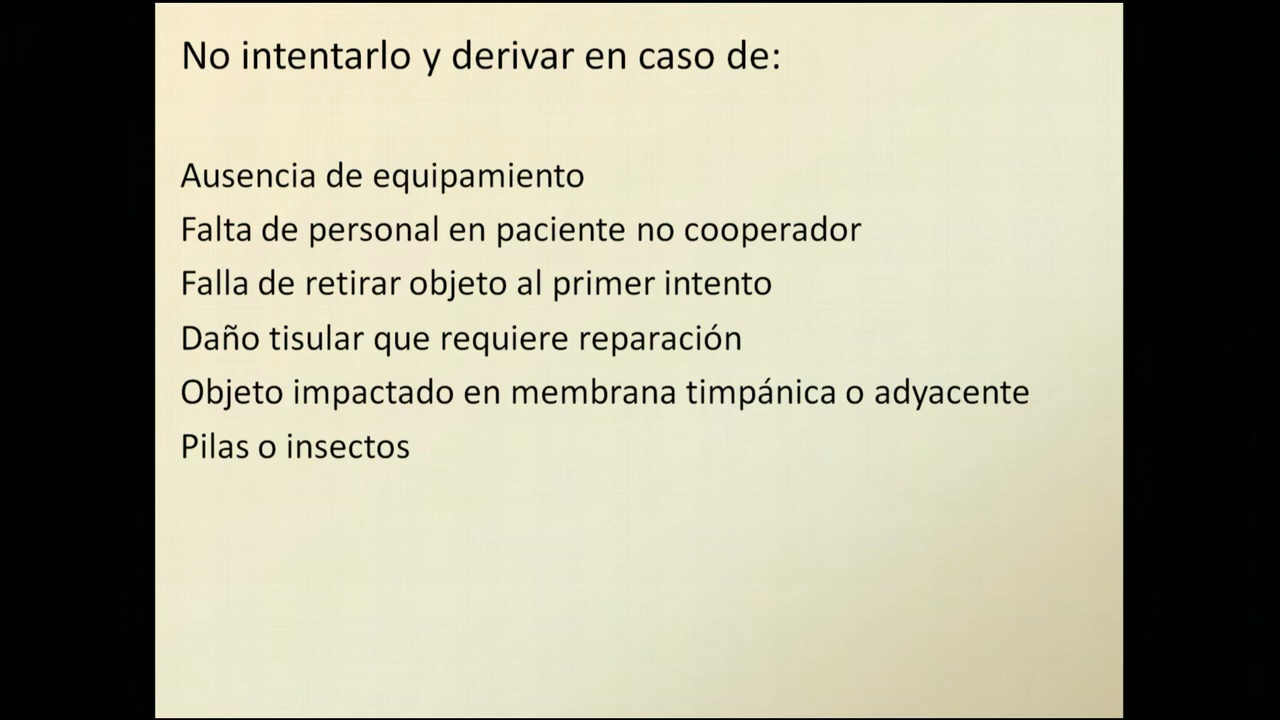 No intentarlo y derivar en caso de:
Ausencia de equipamiento
Falta de personal en paciente no cooperador
Falla de retirar objeto al primer intento
Daño tisular que requiere reparación
Objeto impactado en membrana timpánica o adyacente
Pilas o insectos